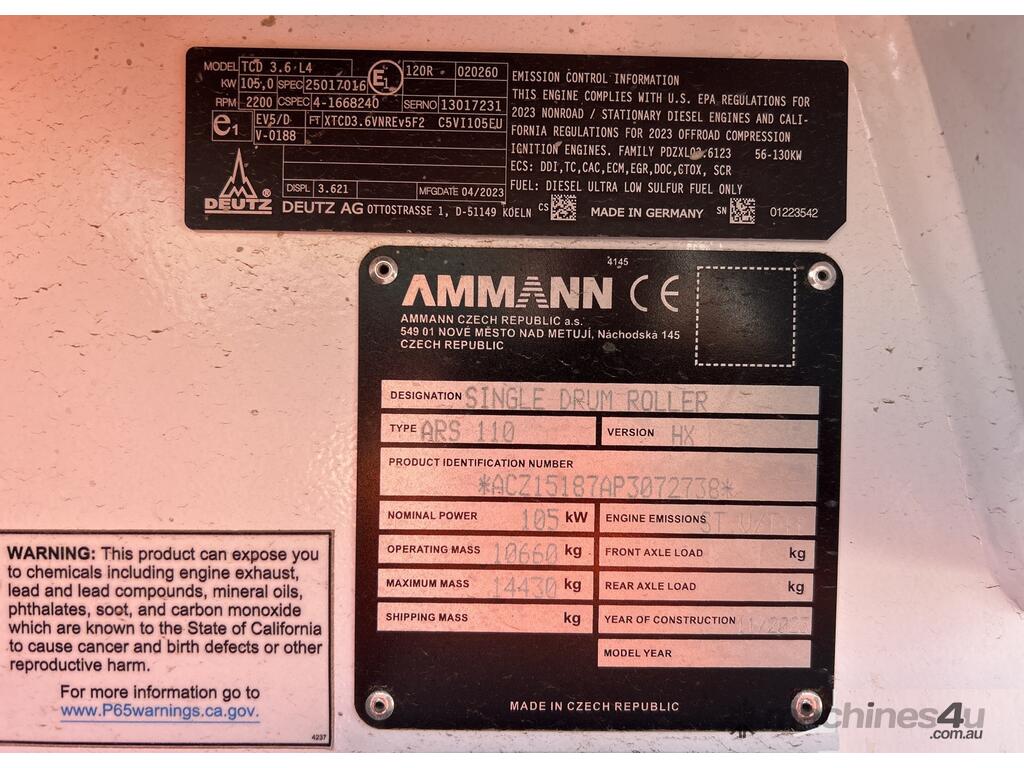 MODEL TCD 3.6 L4
KW 105,0 SPEC 25017016 E1 120R 020260
RPM 2200 CSPEC 4-1668240 SERNO 13017231
e1 EV5/D FT XTCD3.6VNREv5F2 C5VI105EU
V-0188
DISPL 3.621 MFGDATE 04/2023
DEUTZ ® DEUTZ AG OTTOSTRASSE 1, D-51149 KOELN
EMISSION CONTROL INFORMATION
THIS ENGINE COMPLIES WITH U.S. EPA REGULATIONS FOR
2023 NONROAD / STATIONARY DIESEL ENGINES AND CALI-
FORNIA REGULATIONS FOR 2023 OFFROAD COMPRESSION
IGNITION ENGINES. FAMILY PDZXL03.6123 56-130KW
ECS: DDI,TC,CAC,ECM,EGR,DOC,CTOX, SCR
FUEL: DIESEL ULTRA LOW SULFUR FUEL ONLY
CS MADE IN GERMANY SN 01223542
4145
AMMANN CE
AMMANN CZECH REPUBLIC a.s.
549 01 NOVÉ MĚSTO NAD METUJÍ, Náchodská 145
CZECH REPUBLIC
DESIGNATION SINGLE DRUM ROLLER
TYPE ARS 110 VERSION HX
PRODUCT IDENTIFICATION NUMBER
*ACZ15187AP3072738*
NOMINAL POWER 105 kW ENGINE EMISSIONS ST
OPERATING MASS 10660 kg FRONT AXLE LOAD kg
MAXIMUM MASS 14430 kg REAR AXLE LOAD kg
SHIPPING MASS kg YEAR OF CONSTRUCTION
MODEL YEAR
MADE IN CZECH REPUBLIC
WARNING: This product can expose you
to chemicals including engine exhaust,
lead and lead compounds, mineral oils,
phthalates, soot, and carbon monoxide
which are known to the State of California
to cause cancer and birth defects or other
reproductive harm.
For more information go to
www.P65warnings.ca.gov.
4237
machines4u
.com.au